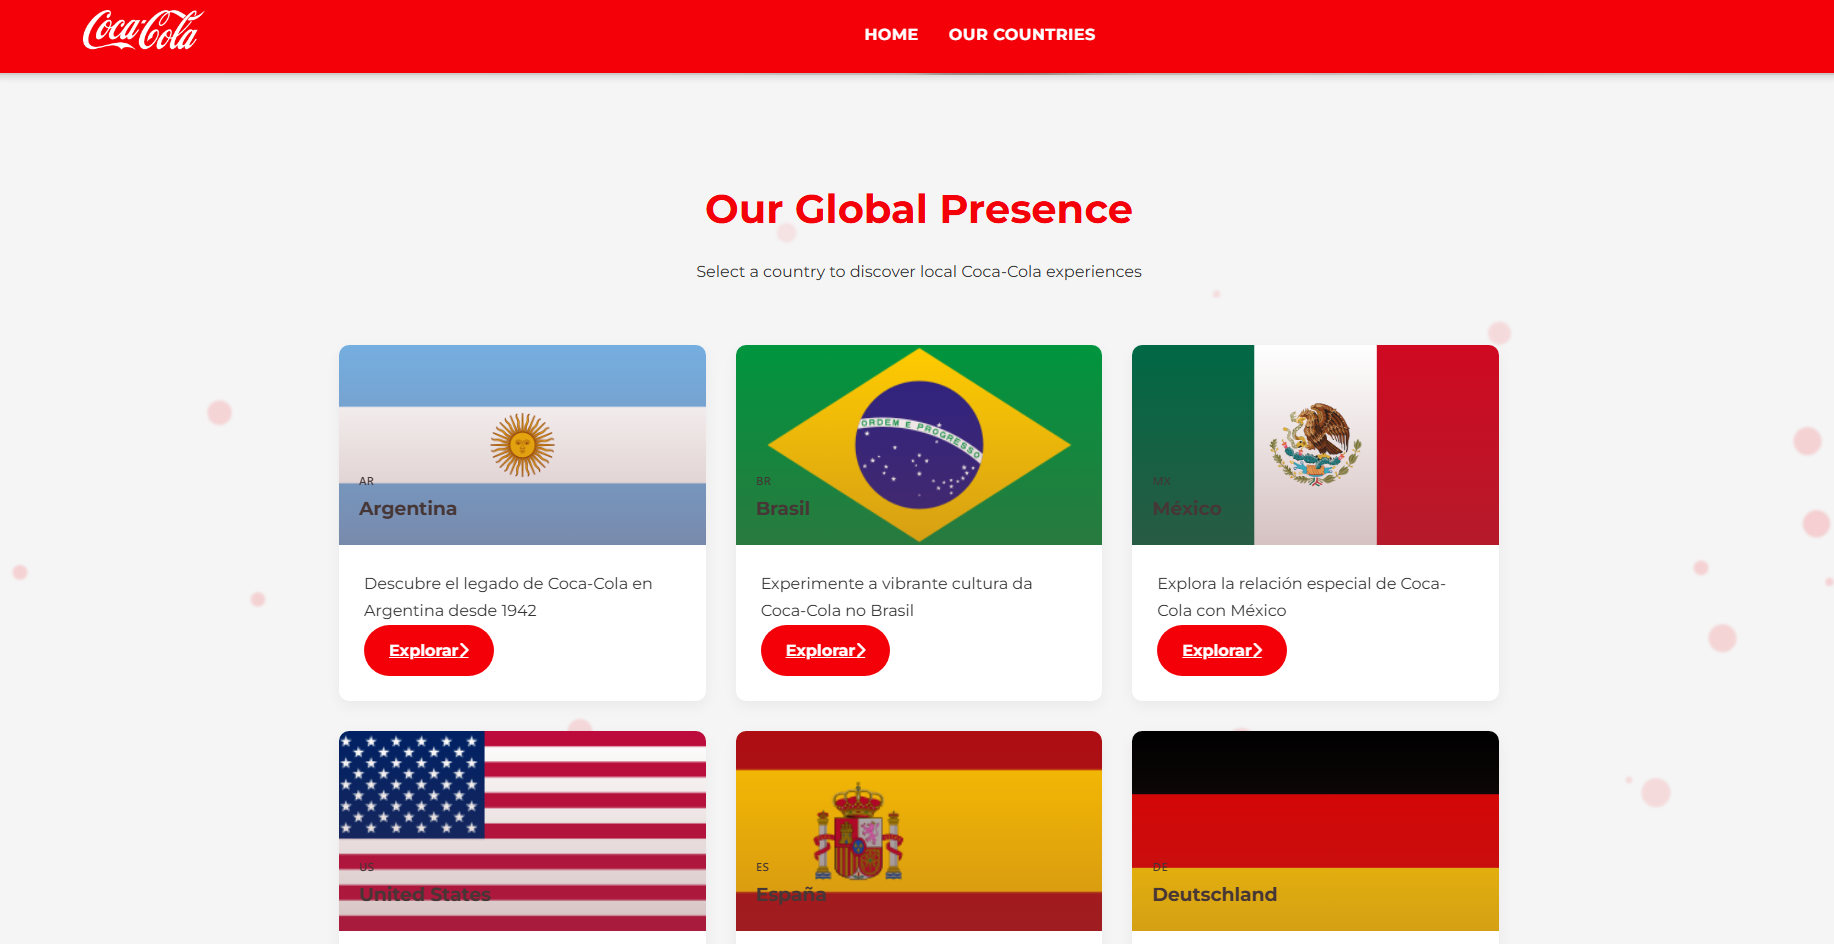 Coca-Cola
HOME
OUR COUNTRIES
Our Global Presence
Select a country to discover local Coca-Cola experiences
ORDEM E PROGRESSO
AR
Argentina
BR
Brasil
MX
México
Descubre el legado de Coca-Cola en
Argentina desde 1942
Explorar
Experimente a vibrante cultura da
Coca-Cola no Brasil
Explorar
Explora la relación especial de Coca-
Cola con México
Explorar
US
United States
ES
España
DE
Deutschland